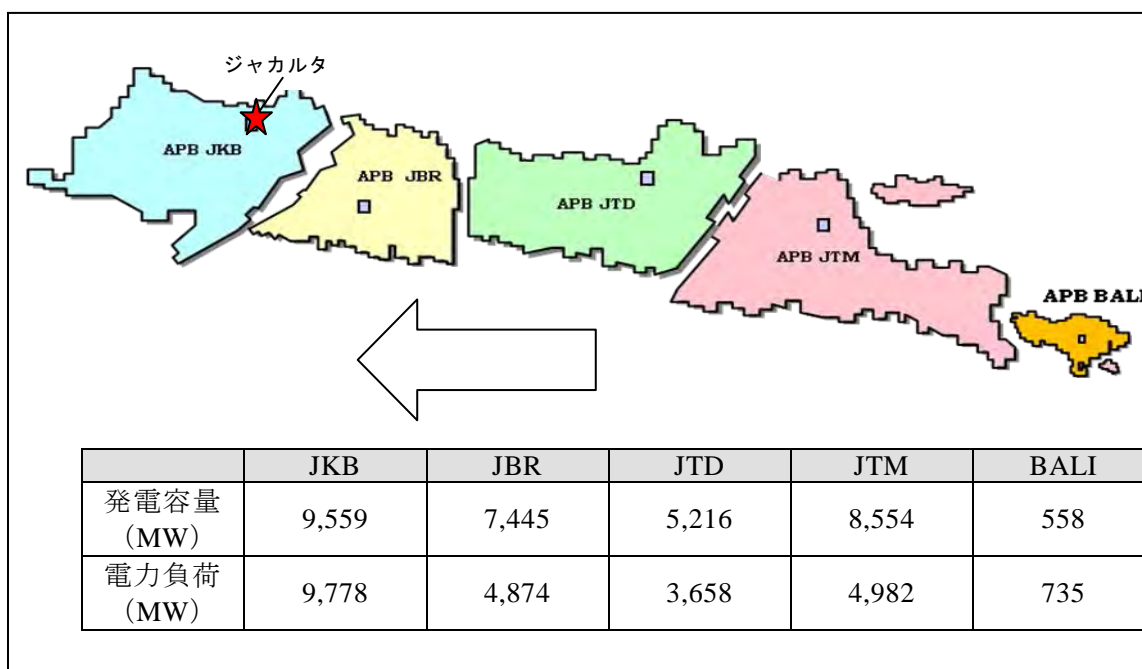 ジャカルタ
APB JKB
APB JBR
APB JTD
APB JTM
APB BALI
JKB JBR JTD JTM BALI
発電容量
（MW） 9,559 7,445 5,216 8,554 558
電力負荷
（MW） 9,778 4,874 3,658 4,982 735